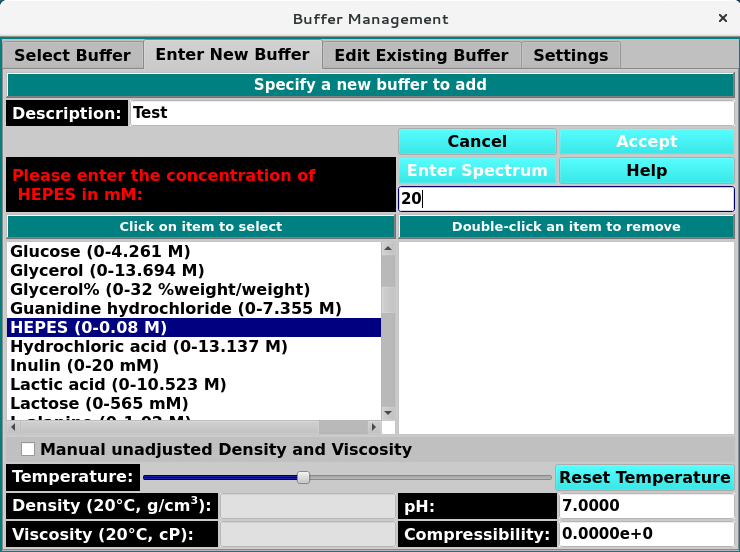 Buffer Management
×
Select Buffer
Enter New Buffer
Edit Existing Buffer
Settings
Specify a new buffer to add
Description:
Test
Cancel
Accept
Please enter the concentration of
HEPES in mM:
Enter Spectrum
Help
20
Click on item to select
Double-click an item to remove
Glucose (0-4.261 M)
Glycerol (0-13.694 M)
Glycerol% (0-32 %weight/weight)
Guanidine hydrochloride (0-7.355 M)
HEPES (0-0.08 M)
Hydrochloric acid (0-13.137 M)
Inulin (0-20 mM)
Lactic acid (0-10.523 M)
Lactose (0-565 mM)
Manual unadjusted Density and Viscosity
Temperature:
Reset Temperature
Density (20°C, g/cm³):
pH:
7.0000
Viscosity (20°C, cP):
Compressibility:
0.0000e+0